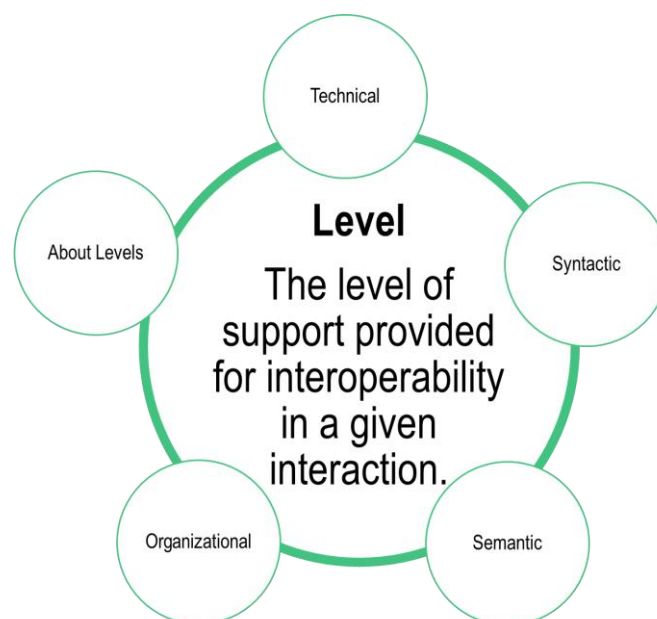 Technical
About Levels
Level
The level of
support provided
for interoperability
in a given
interaction.
Syntactic
Organizational
Semantic